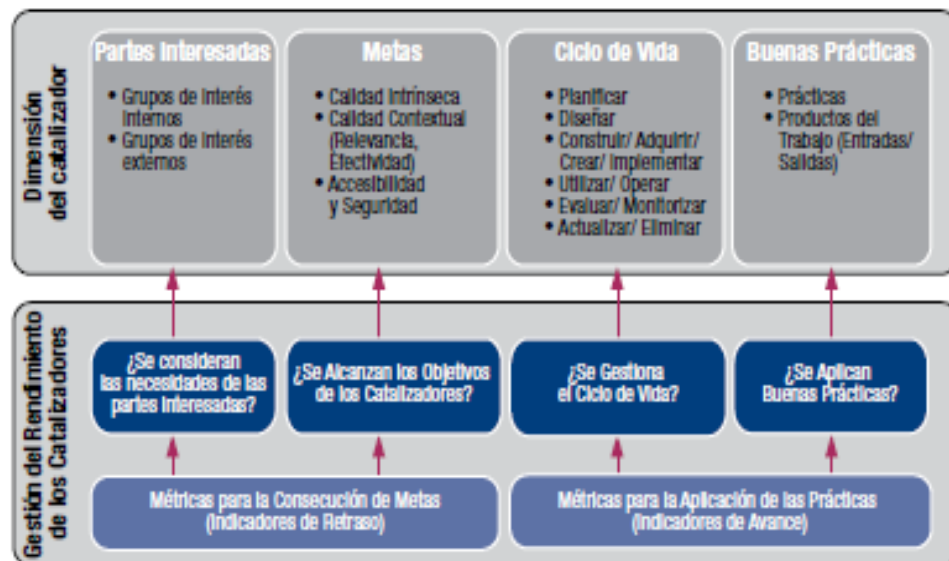 Dimensión
del catalizador
Partes Interesadas
• Grupos de Interés
Internos
• Grupos de Interés
externos
Metas
• Calidad Intrínseca
• Calidad Contextual
(Relevancia,
Efectividad)
• Accesibilidad
y Seguridad
Ciclo de Vida
• Planificar
• Diseñar
• Construir/ Adquirir/
Crear/ Implementar
• Utilizar/ Operar
• Evaluar/ Monitorizar
• Actualizar/ Eliminar
Buenas Prácticas
• Prácticas
• Productos del
Trabajo (Entradas/
Salidas)
Gestión del Rendimiento
de los Catalizadores
¿Se consideran
las necesidades de las
partes Interesadas?
¿Se Alcanzan los Objetivos
de los Catalizadores?
¿Se Gestiona
el Ciclo de Vida?
¿Se Aplican
Buenas Prácticas?
Métricas para la Consecución de Metas
(Indicadores de Retraso)
Métricas para la Aplicación de las Prácticas
(Indicadores de Avance)